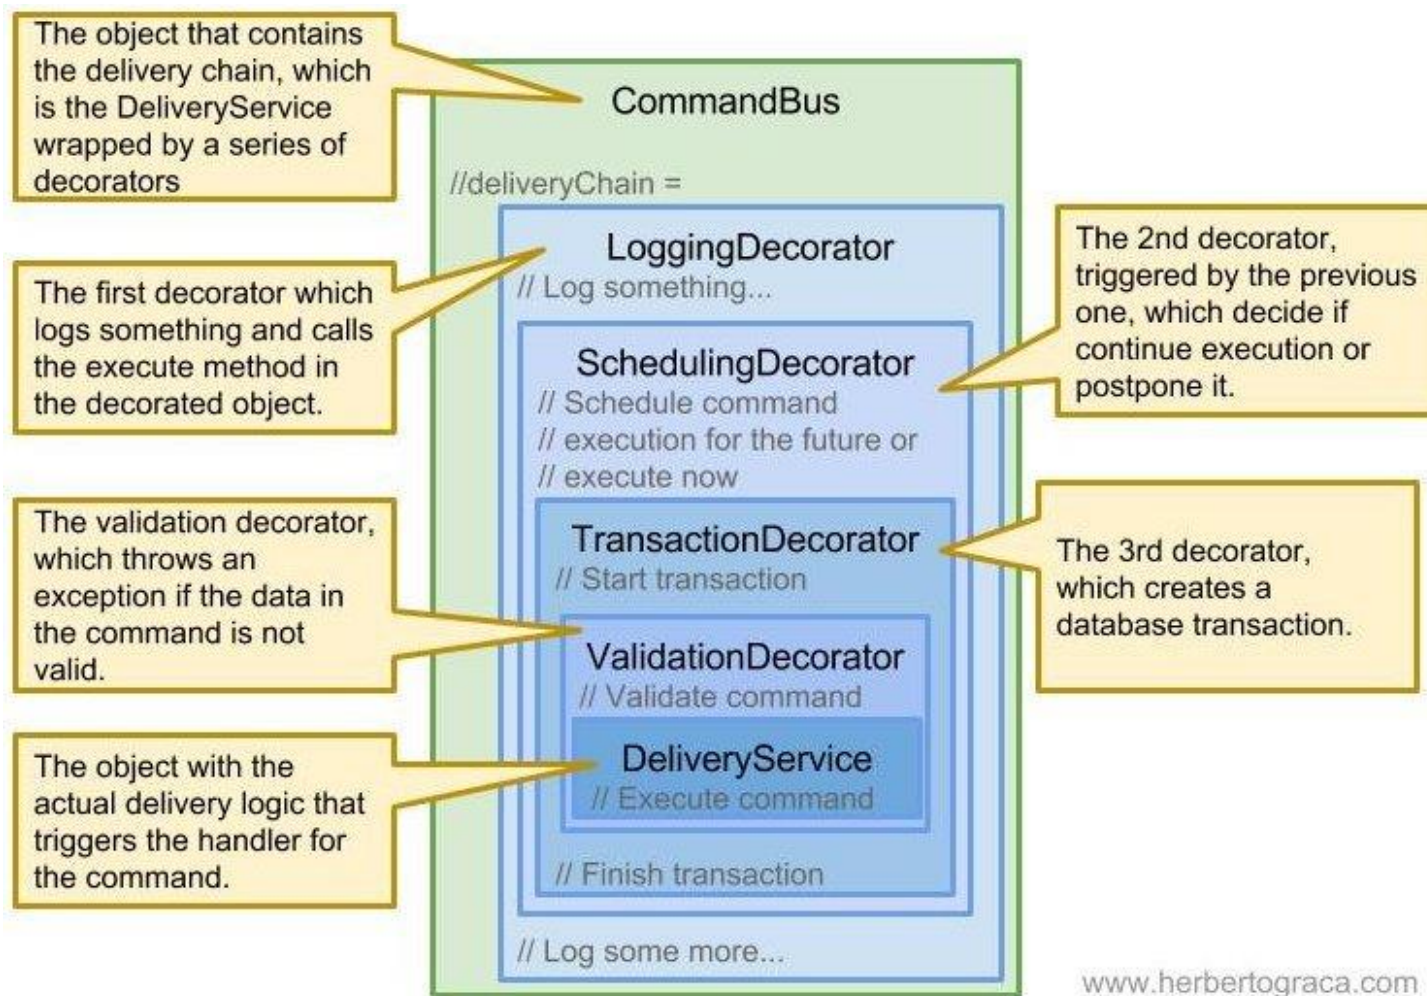 The object that contains
the delivery chain, which
is the DeliveryService
wrapped by a series of
decorators
CommandBus
//deliveryChain =
The first decorator which
logs something and calls
the execute method in
the decorated object.
LoggingDecorator
// Log something...
The 2nd decorator,
triggered by the previous
one, which decide if
continue execution or
postpone it.
SchedulingDecorator
// Schedule command
// execution for the future or
// execute now
The validation decorator,
which throws an
exception if the data in
the command is not
valid.
TransactionDecorator
// Start transaction
The 3rd decorator,
which creates a
database transaction.
ValidationDecorator
// Validate command
The object with the
actual delivery logic that
triggers the handler for
the command.
DeliveryService
// Execute command
// Finish transaction
// Log some more...
www.herbertograca.com